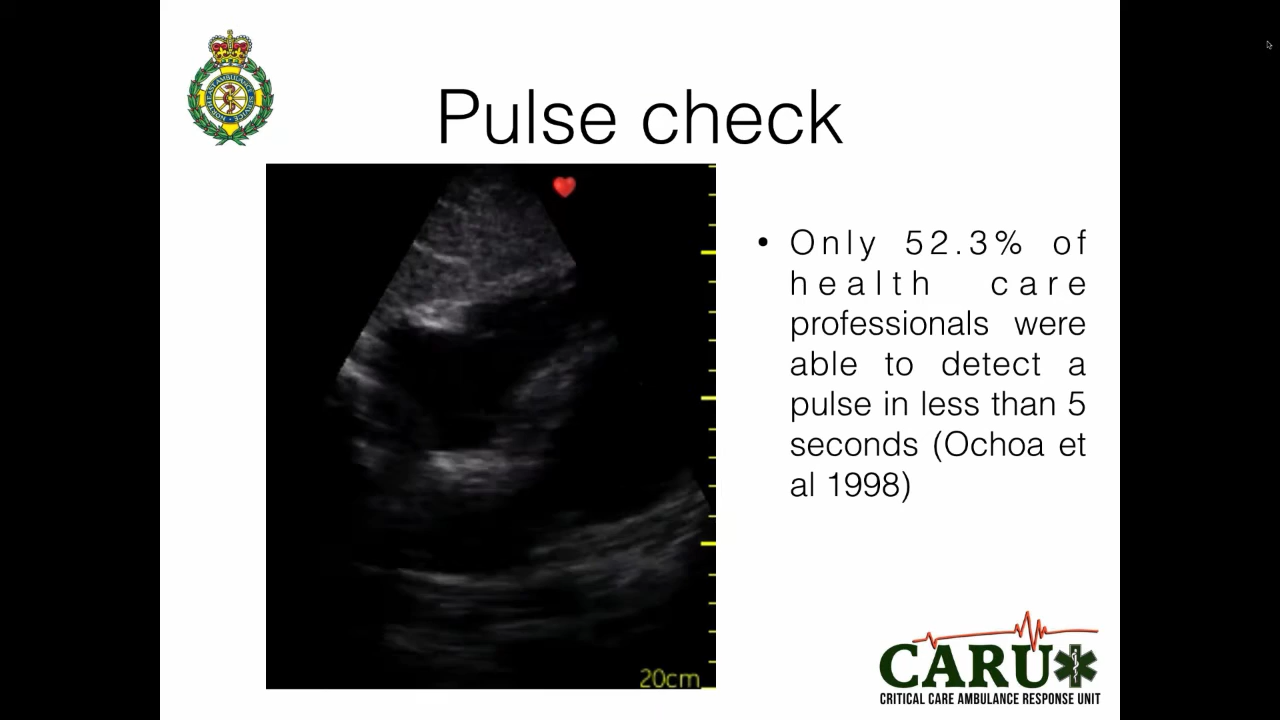 Pulse check
• Only 52.3% of
health care
professionals were
able to detect a
pulse in less than 5
seconds (Ochoa et
al 1998)
20cm
CARU
CRITICAL CARE AMBULANCE RESPONSE UNIT